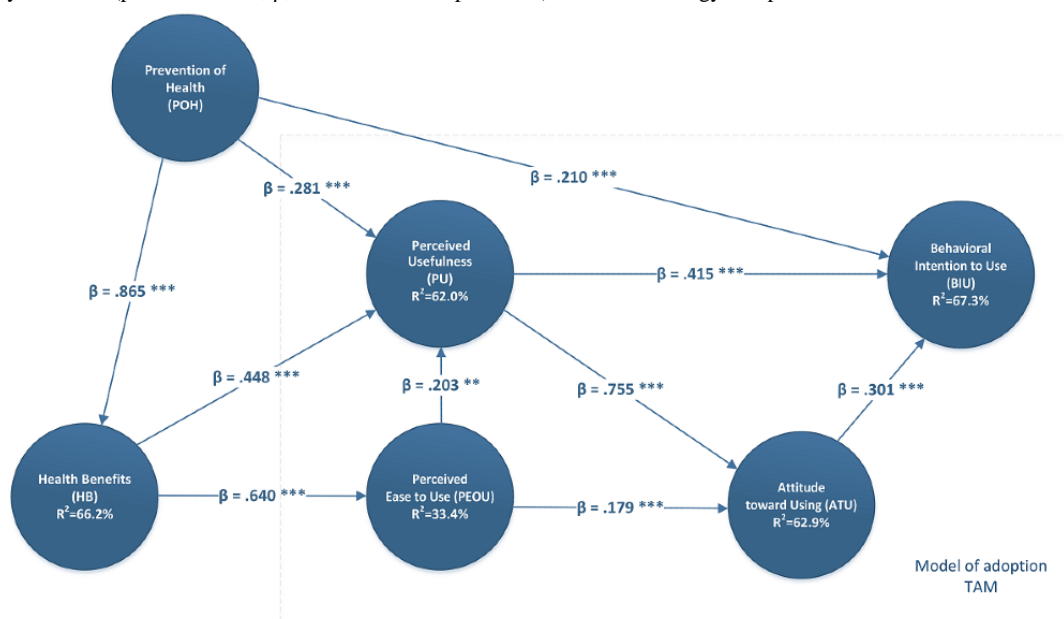 Prevention of
Health
(POH)
β = .281 ***
β = .210 ***
Perceived
Usefulness
(PU)
R²=62.0%
Behavioral
Intention to Use
(BIU)
R²=67.3%
β = .415 ***
β = .865 ***
β = .448 ***
β = .203 **
β = .755 ***
β = .301 ***
Health Benefits
(HB)
R²=66.2%
β = .640 ***
Perceived
Ease to Use (PEOU)
R²=33.4%
β = .179 ***
Attitude
toward Using (ATU)
R²=62.9%
Model of adoption
TAM